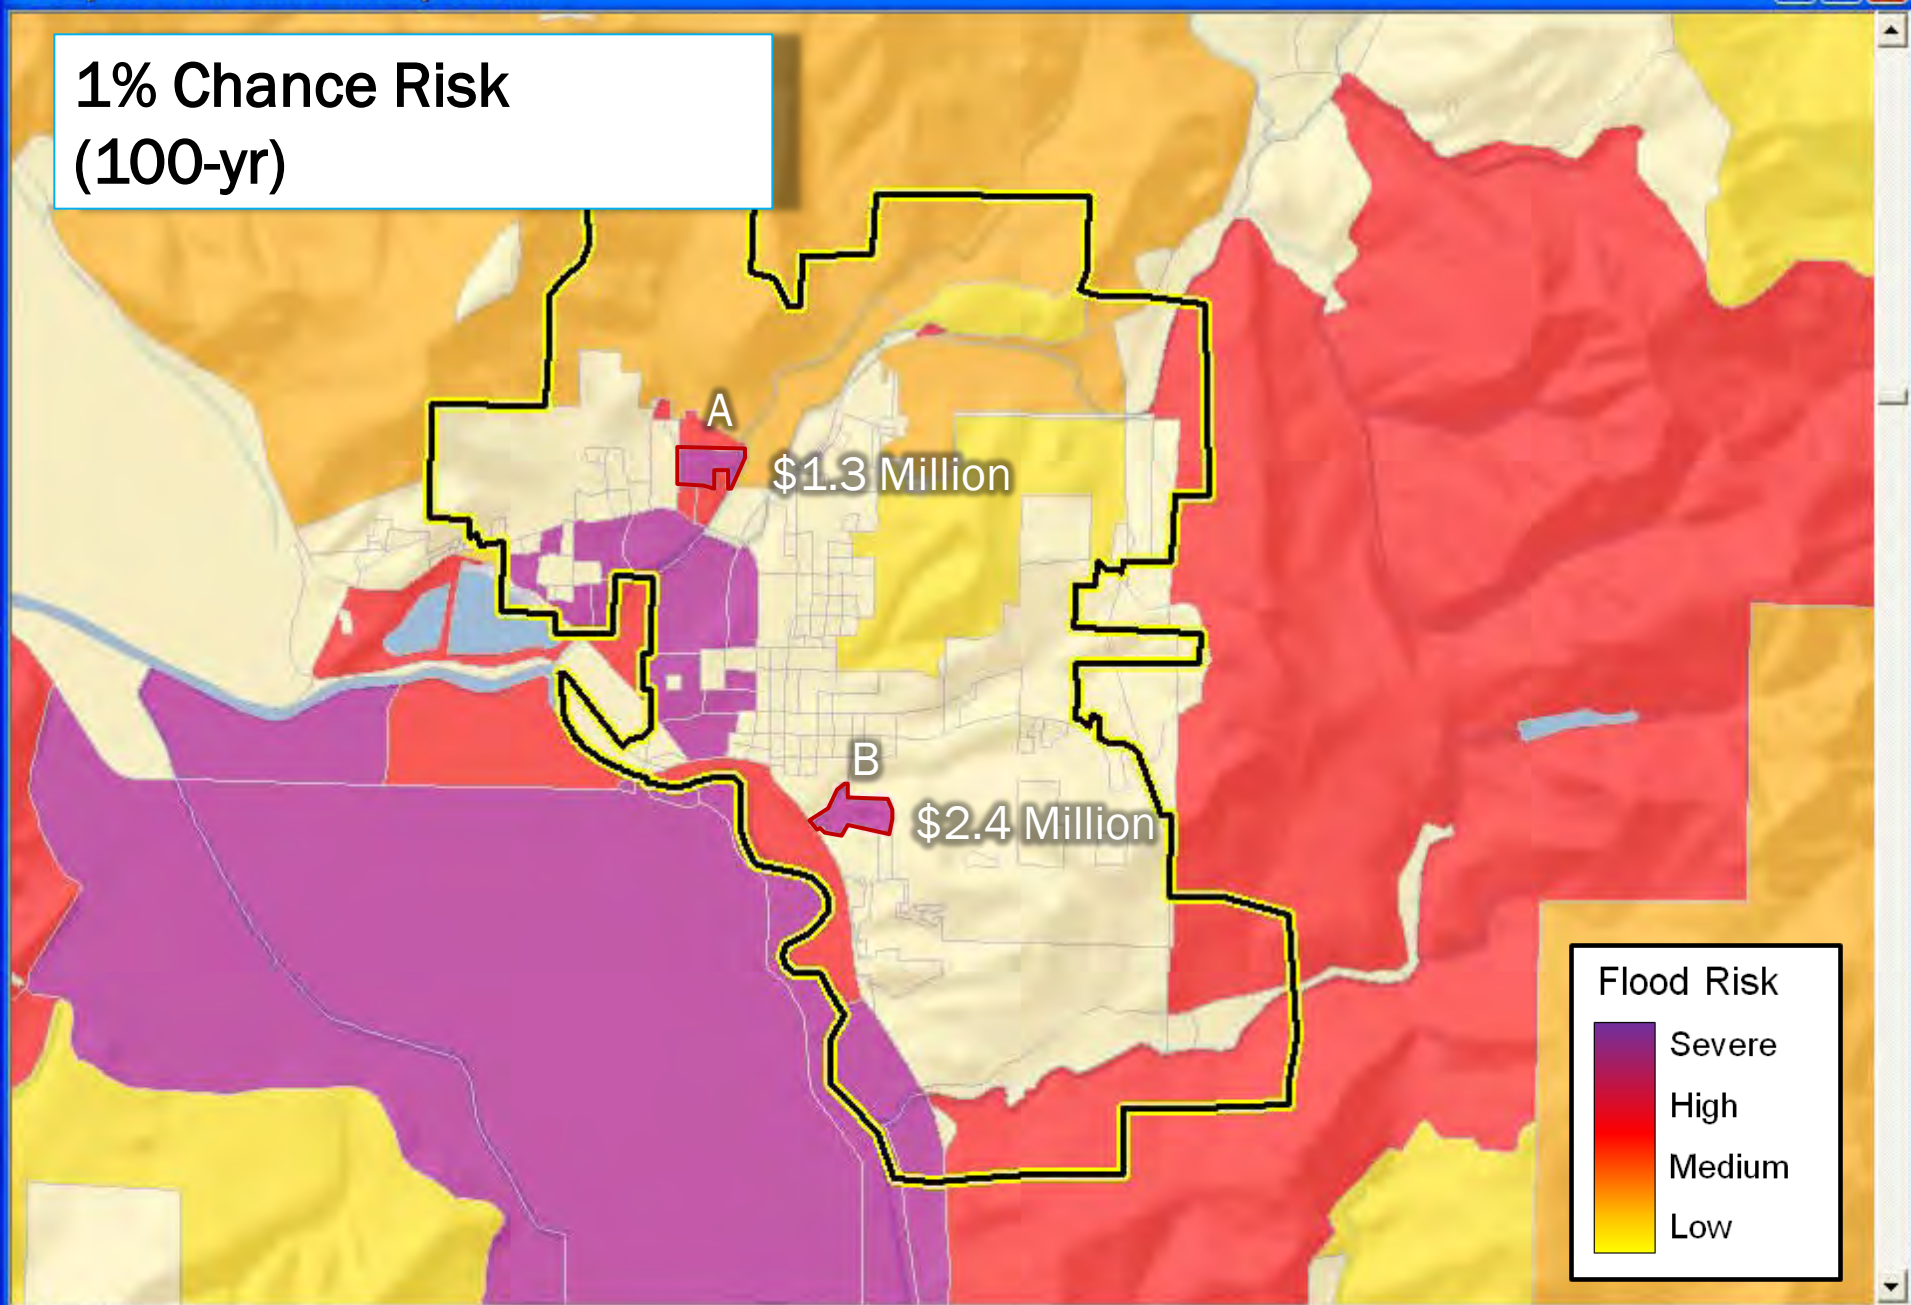 1% Chance Risk
(100-yr)
A
$1.3 Million
B
$2.4 Million
Flood Risk
Severe
High
Medium
Low